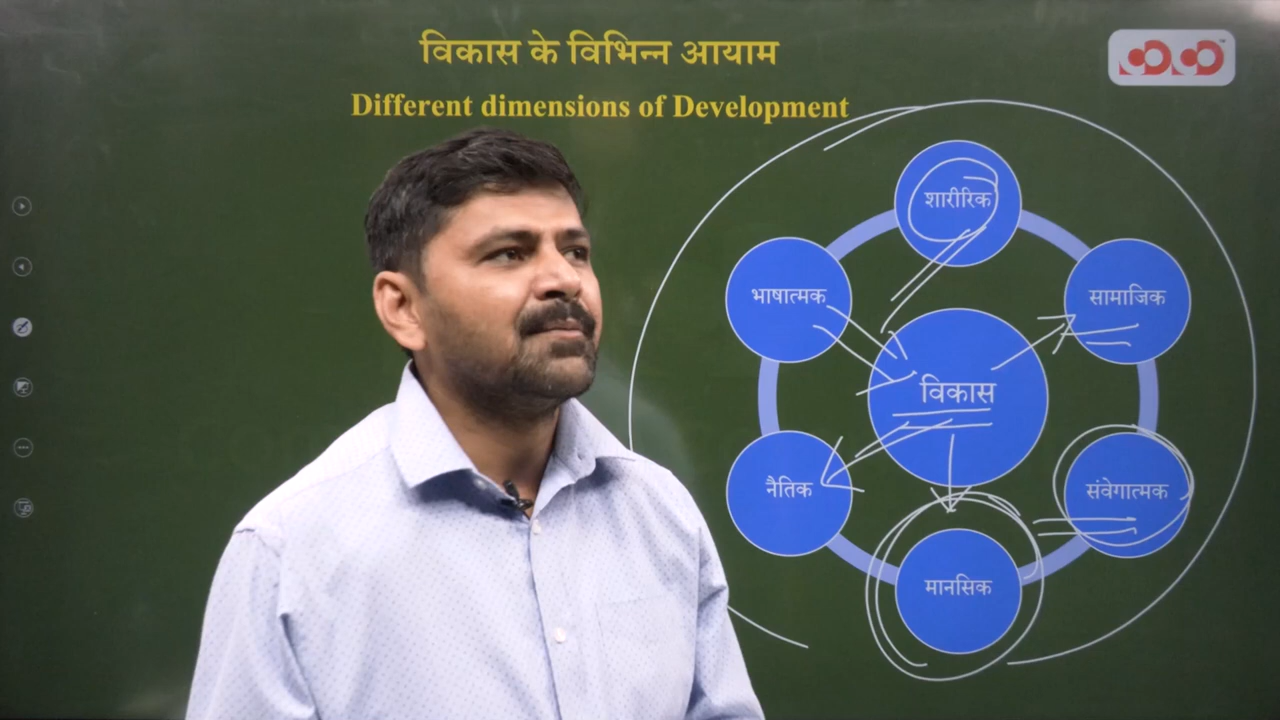 विकास के विभिन्न आयाम
Different dimensions of Development
शारीरिक
भाषात्मक
सामाजिक
विकास
नैतिक
संवेगात्मक
मानसिक